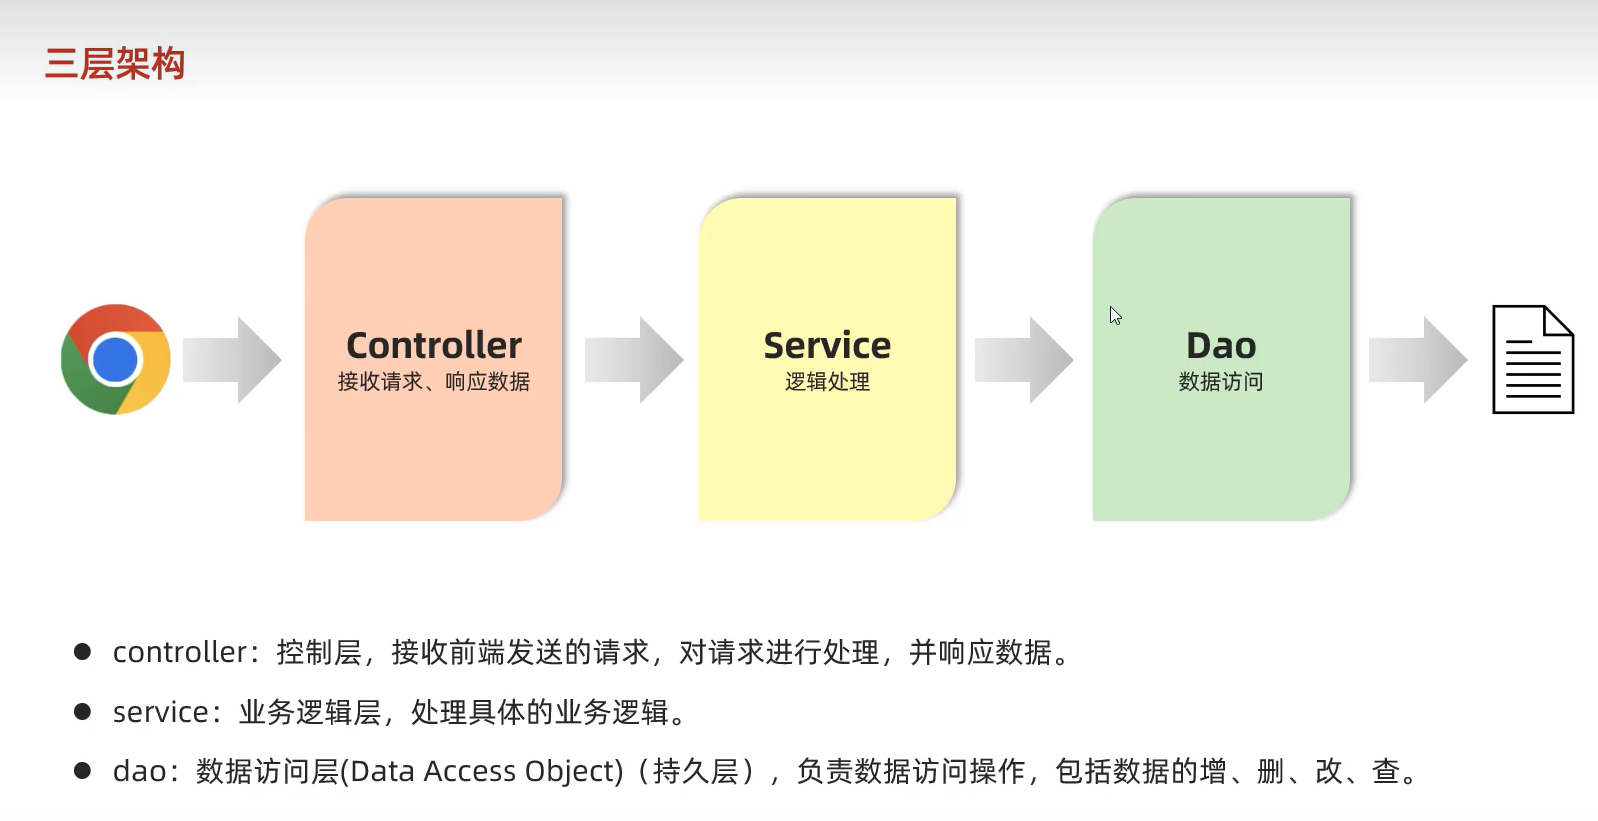 三层架构
Controller
接收请求、响应数据
Service
逻辑处理
Dao
数据访问
controller：控制层，接收前端发送的请求，对请求进行处理，并响应数据。
service：业务逻辑层，处理具体的业务逻辑。
dao：数据访问层(Data Access Object)（持久层），负责数据访问操作，包括数据的增、删、改、查。